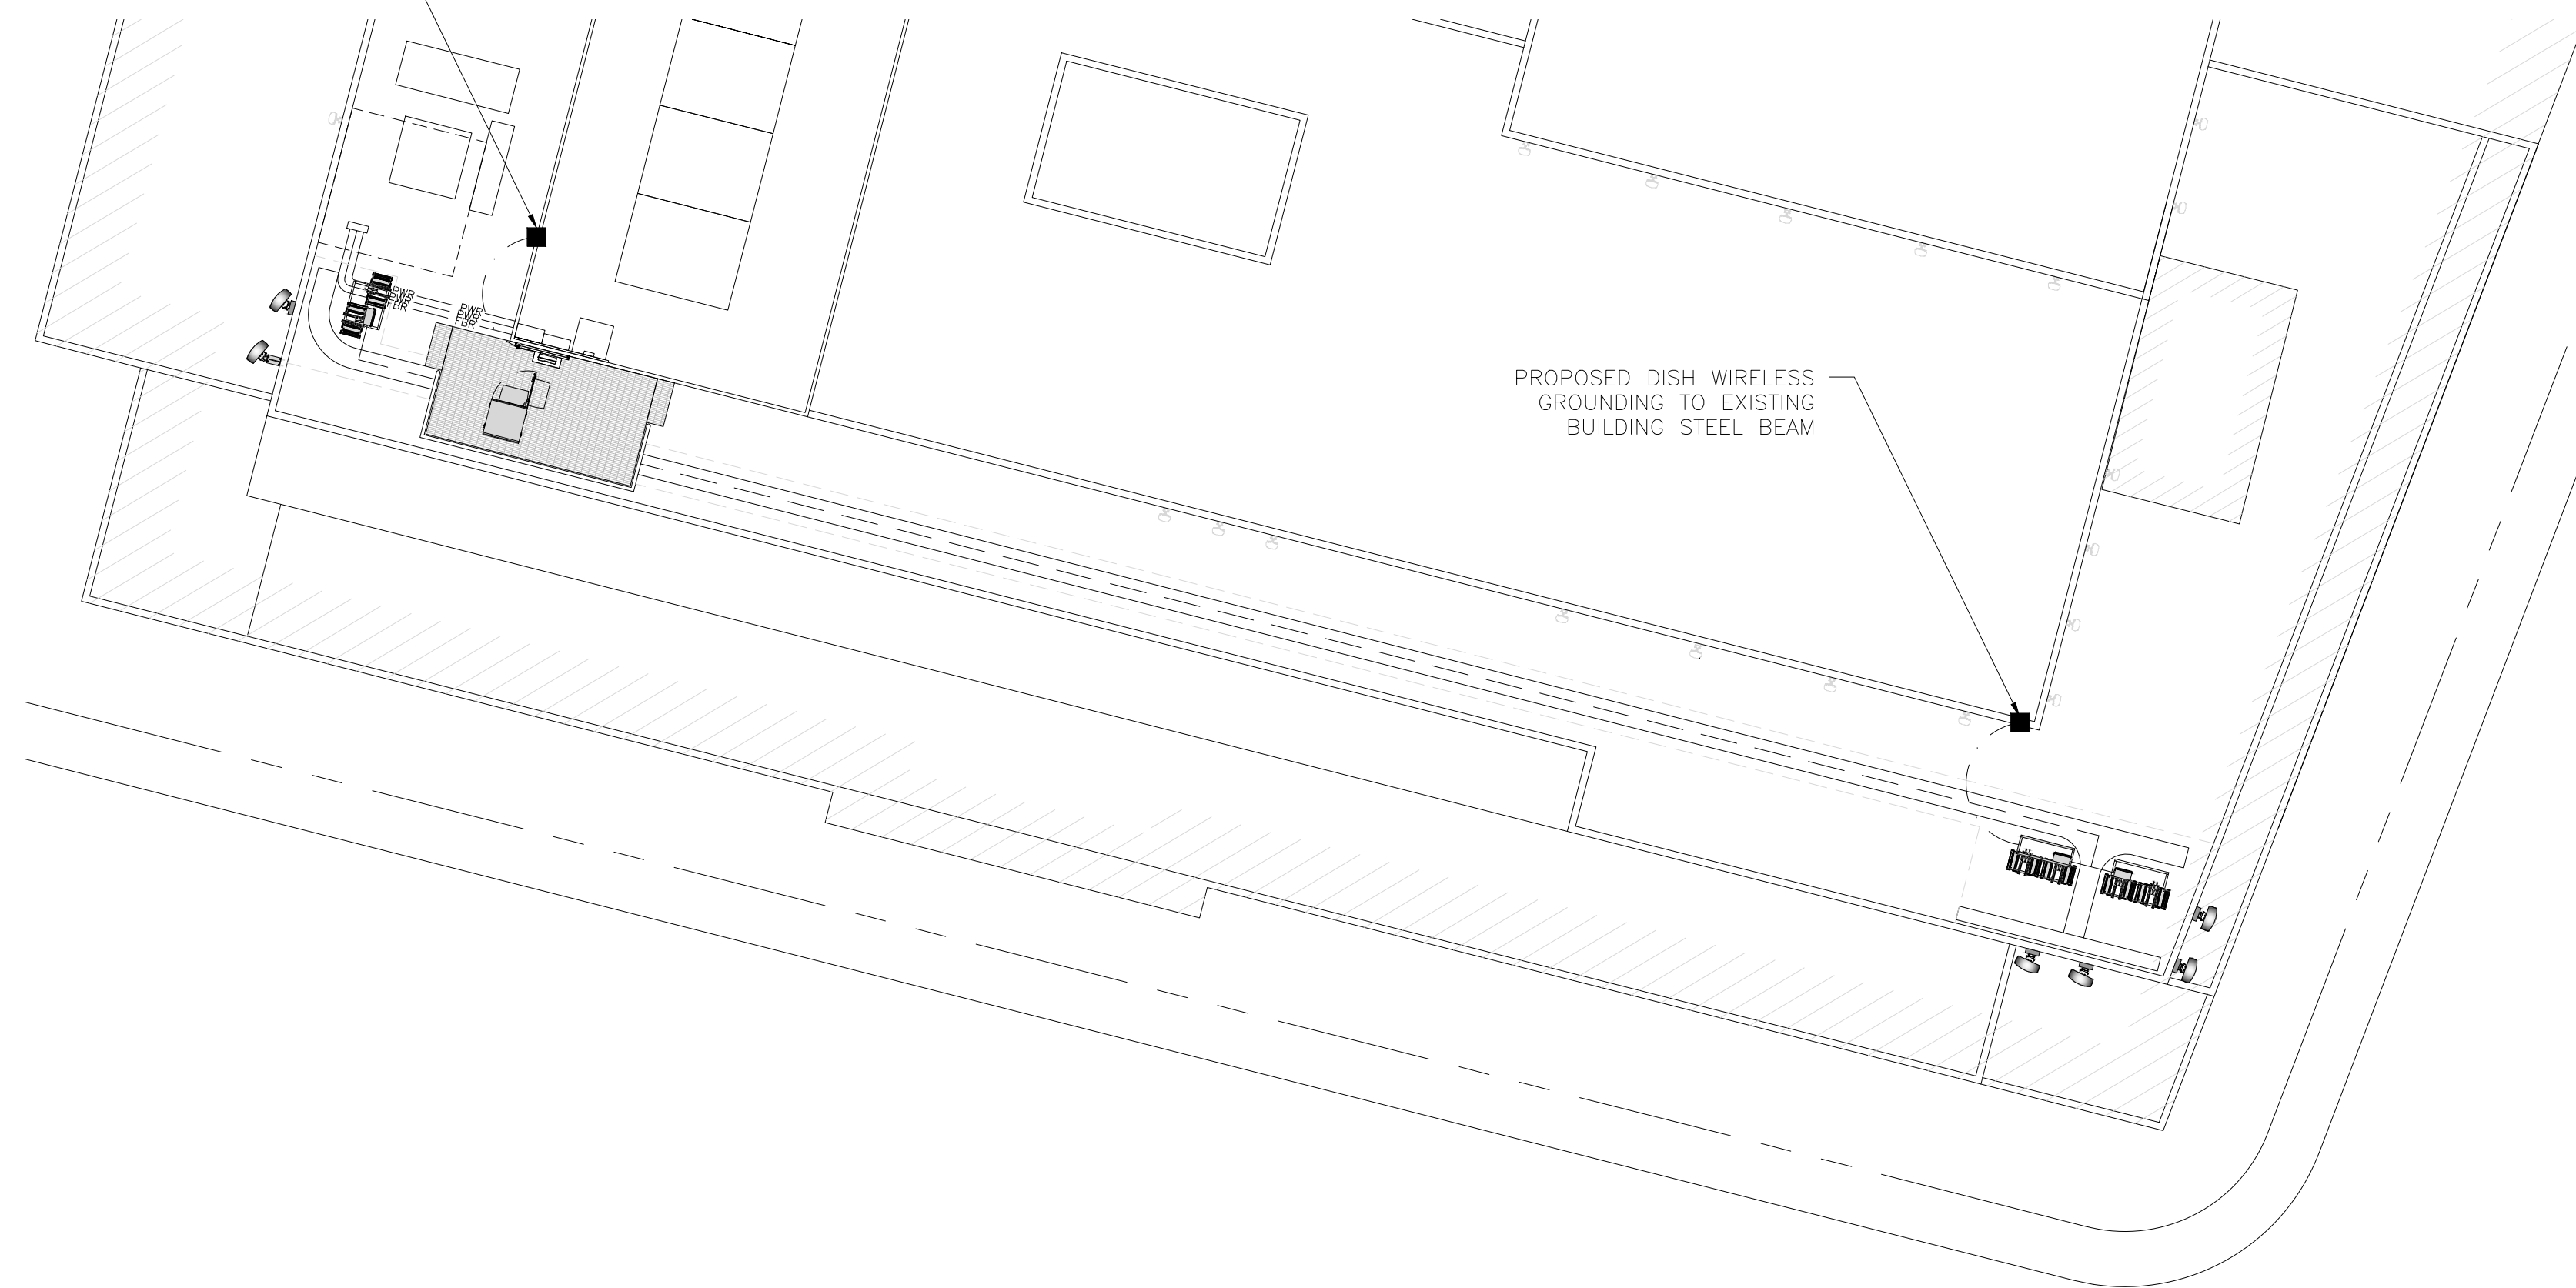 PWR
PWR
FBR
PWR
PWR
FBR
PROPOSED DISH WIRELESS
GROUNDING TO EXISTING
BUILDING STEEL BEAM